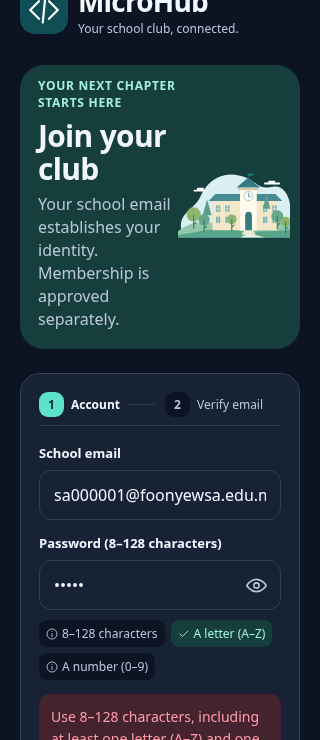 MicroHub
Your school club, connected.
YOUR NEXT CHAPTER
STARTS HERE
Join your
club
Your school email
establishes your
identity.
Membership is
approved
separately.
1 Account 2 Verify email
School email
sa000001@foonyewsa.edu.n
Password (8–128 characters)
•••••
8–128 characters A letter (A–Z)
A number (0–9)
Use 8–128 characters, including
at least one letter (A–Z) and one